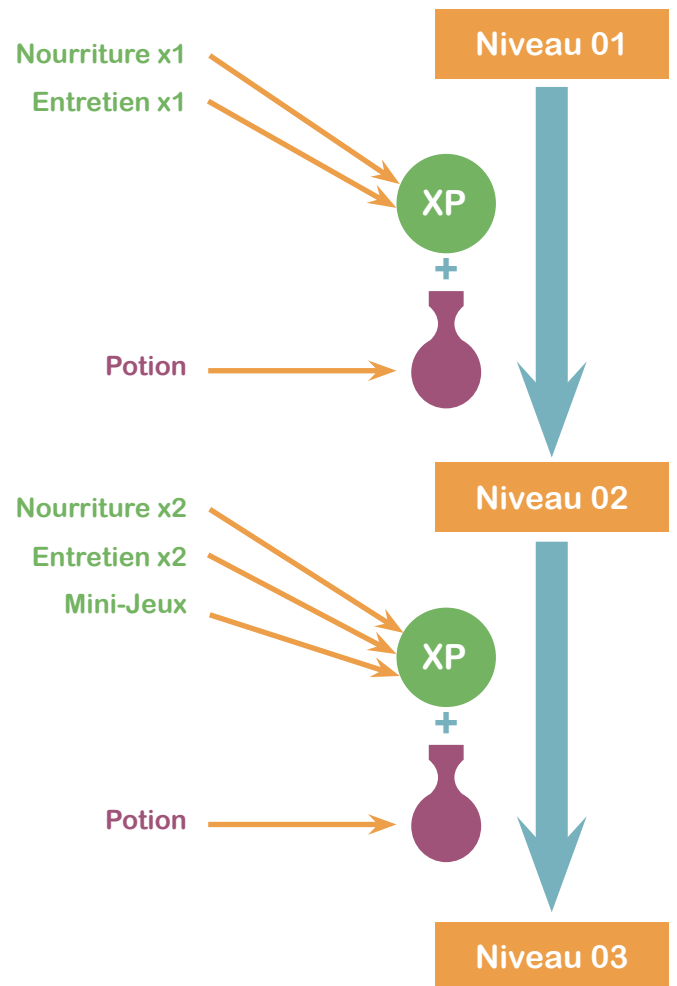 Niveau 01
Nourriture x1
Entretien x1
XP
+
Potion
Niveau 02
Nourriture x2
Entretien x2
Mini-Jeux
XP
+
Potion
Niveau 03